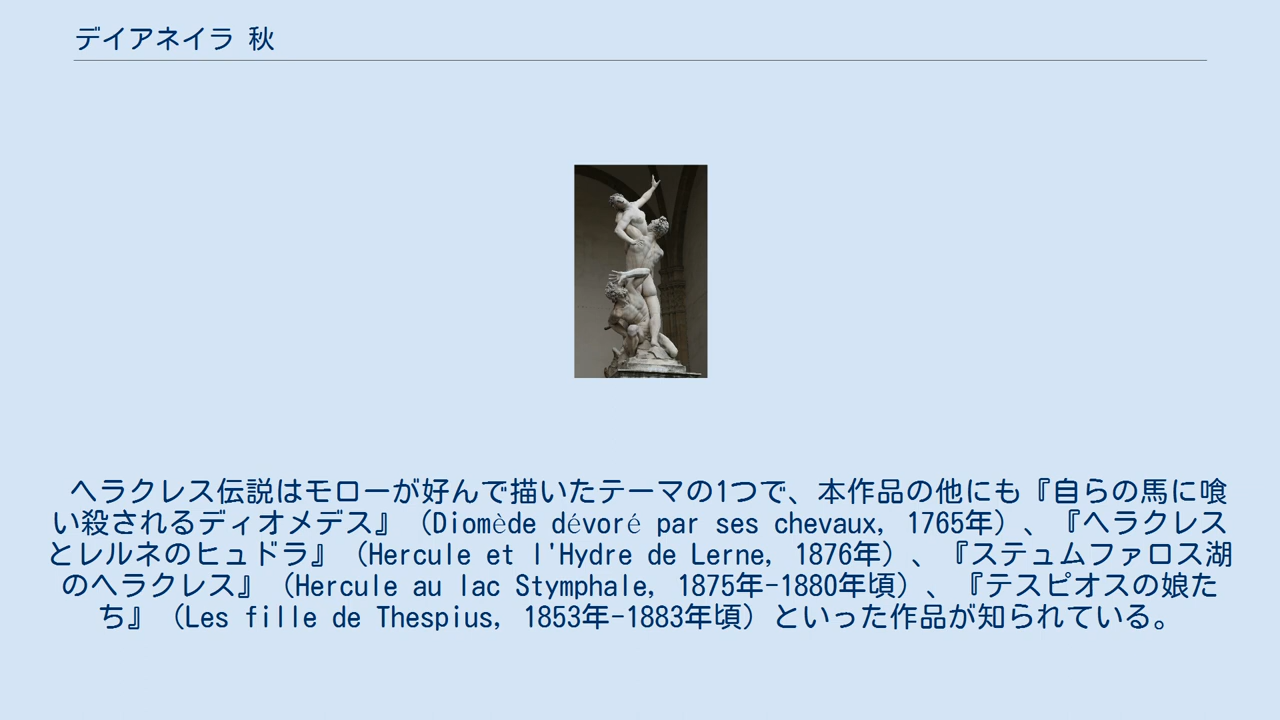 デイアネイラ 秋
ヘラクレス伝説はモローが好んで描いたテーマの1つで、本作品の他にも『自らの馬に喰
い殺されるディオメデス』（Diomède dévoré par ses chevaux, 1765年）、『ヘラクレス
とレルネのヒュドラ』（Hercule et l'Hydre de Lerne, 1876年）、『ステュムファロス湖
のヘラクレス』（Hercule au lac Stymphale, 1875年-1880年頃）、『テスピオスの娘た
ち』（Les fille de Thespius, 1853年-1883年頃）といった作品が知られている。